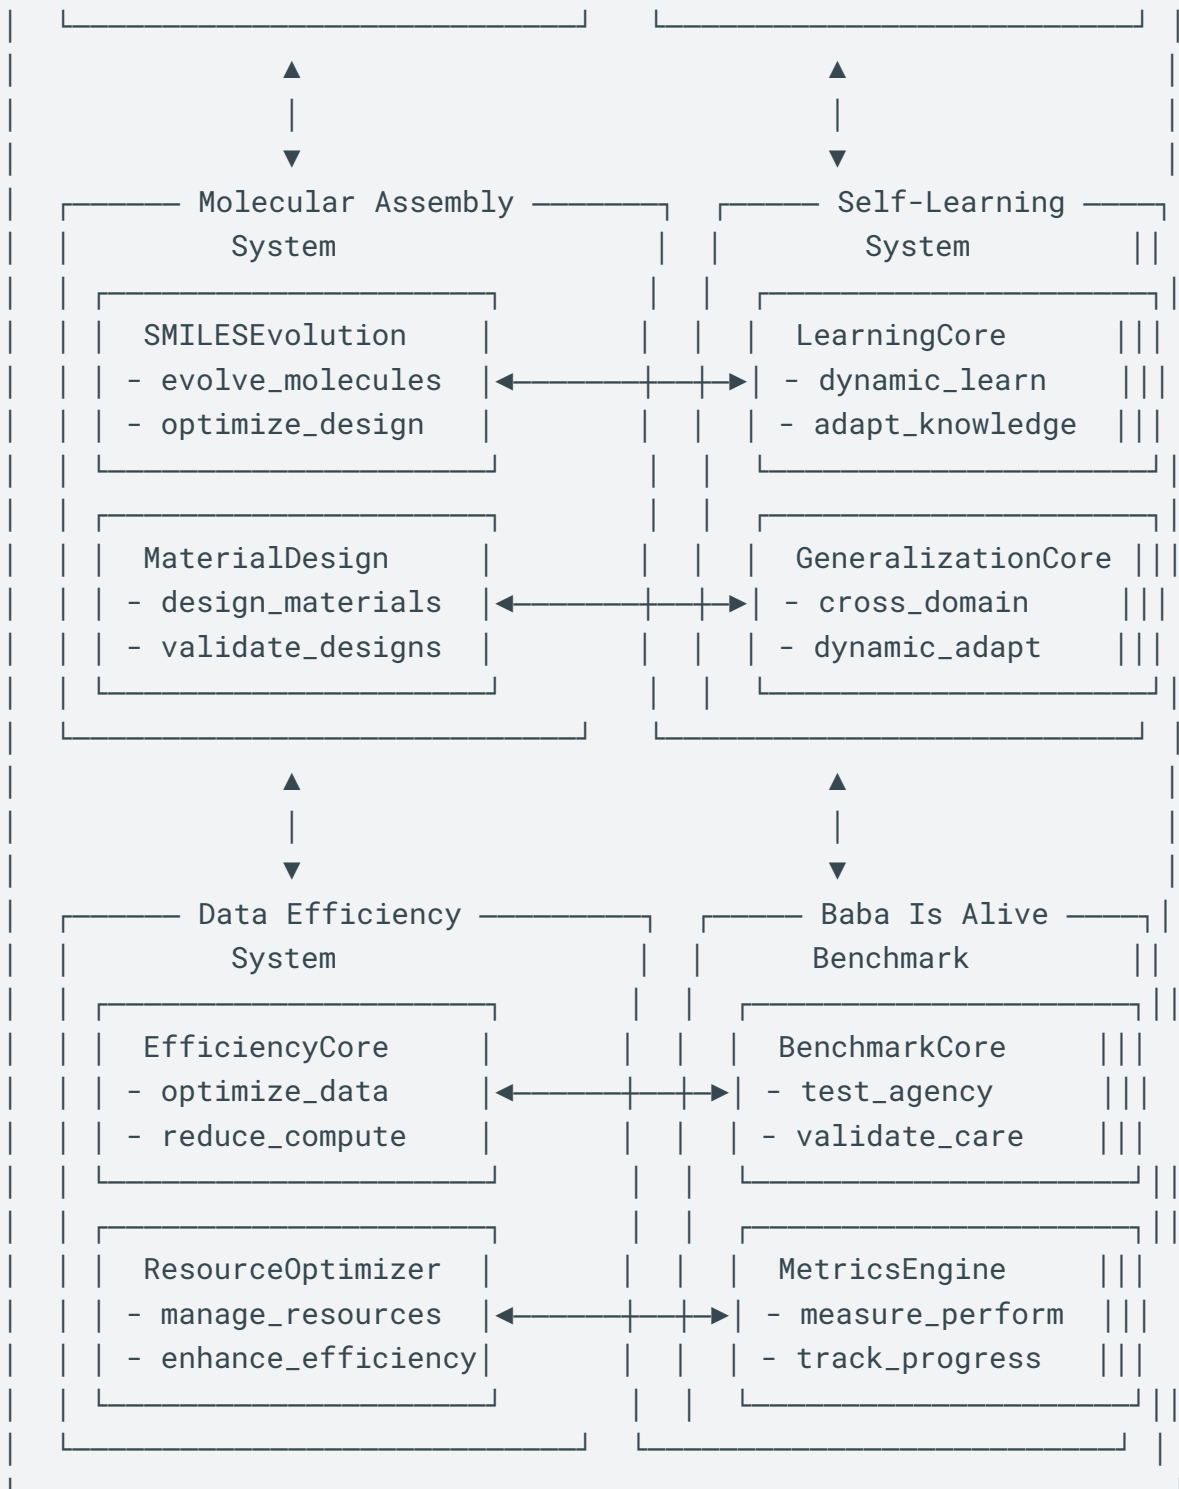 Molecular Assembly Self-Learning
System System
SMILESEvolution LearningCore
- evolve_molecules - dynamic_learn
- optimize_design - adapt_knowledge
MaterialDesign GeneralizationCore
- design_materials - cross_domain
- validate_designs - dynamic_adapt
Data Efficiency Baba Is Alive
System Benchmark
EfficiencyCore BenchmarkCore
- optimize_data - test_agency
- reduce_compute - validate_care
ResourceOptimizer MetricsEngine
- manage_resources - measure_perform
- enhance_efficiency - track_progress